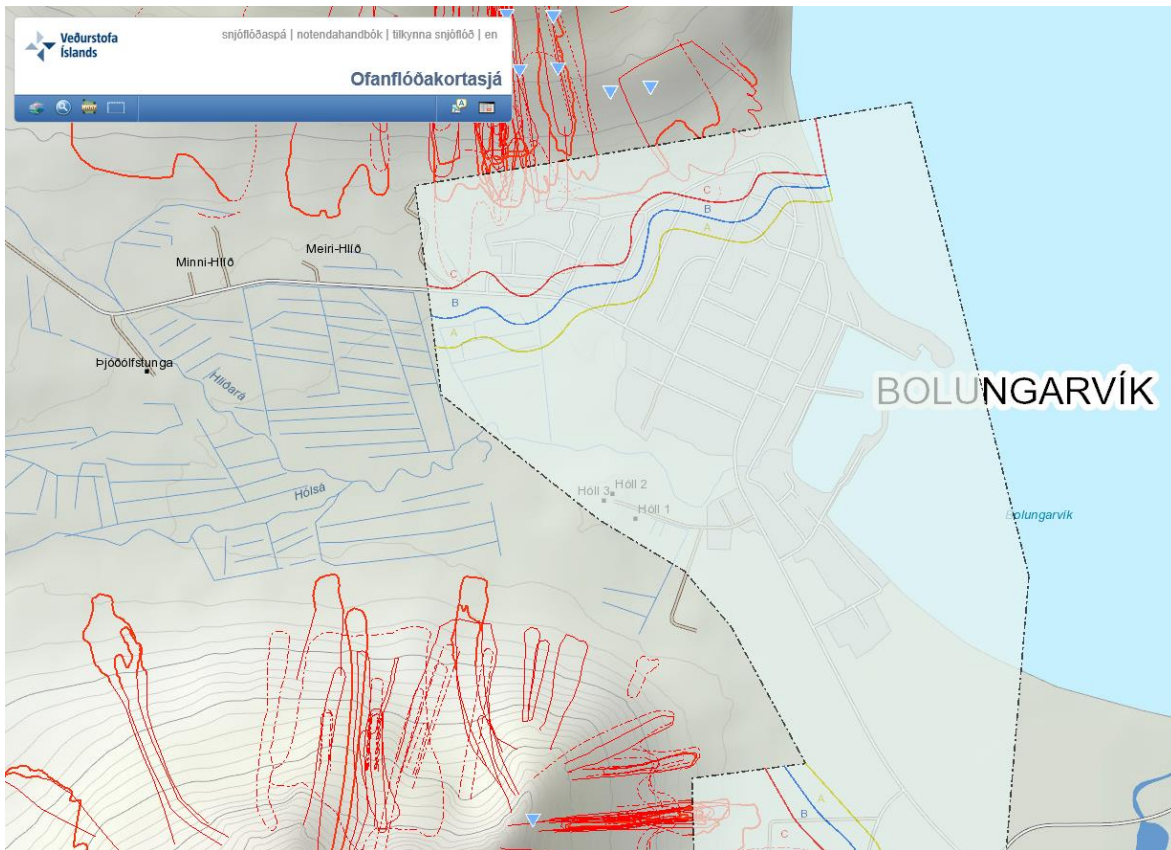 Veðurstofa
Íslands
snjóflóðaspá | notendahandbók | tilkynna snjóflóð | en
Ofanflóðakortasjá
C
B
A
Meiri-Hlíð
Minni-Hlíð
C
B
A
Þjóðólfstunga
Hlíðará
BOLUNGARVÍK
Hólsá
Hóll 3
Hóll 2
Hóll 1
Bolungarvík
A
B
C